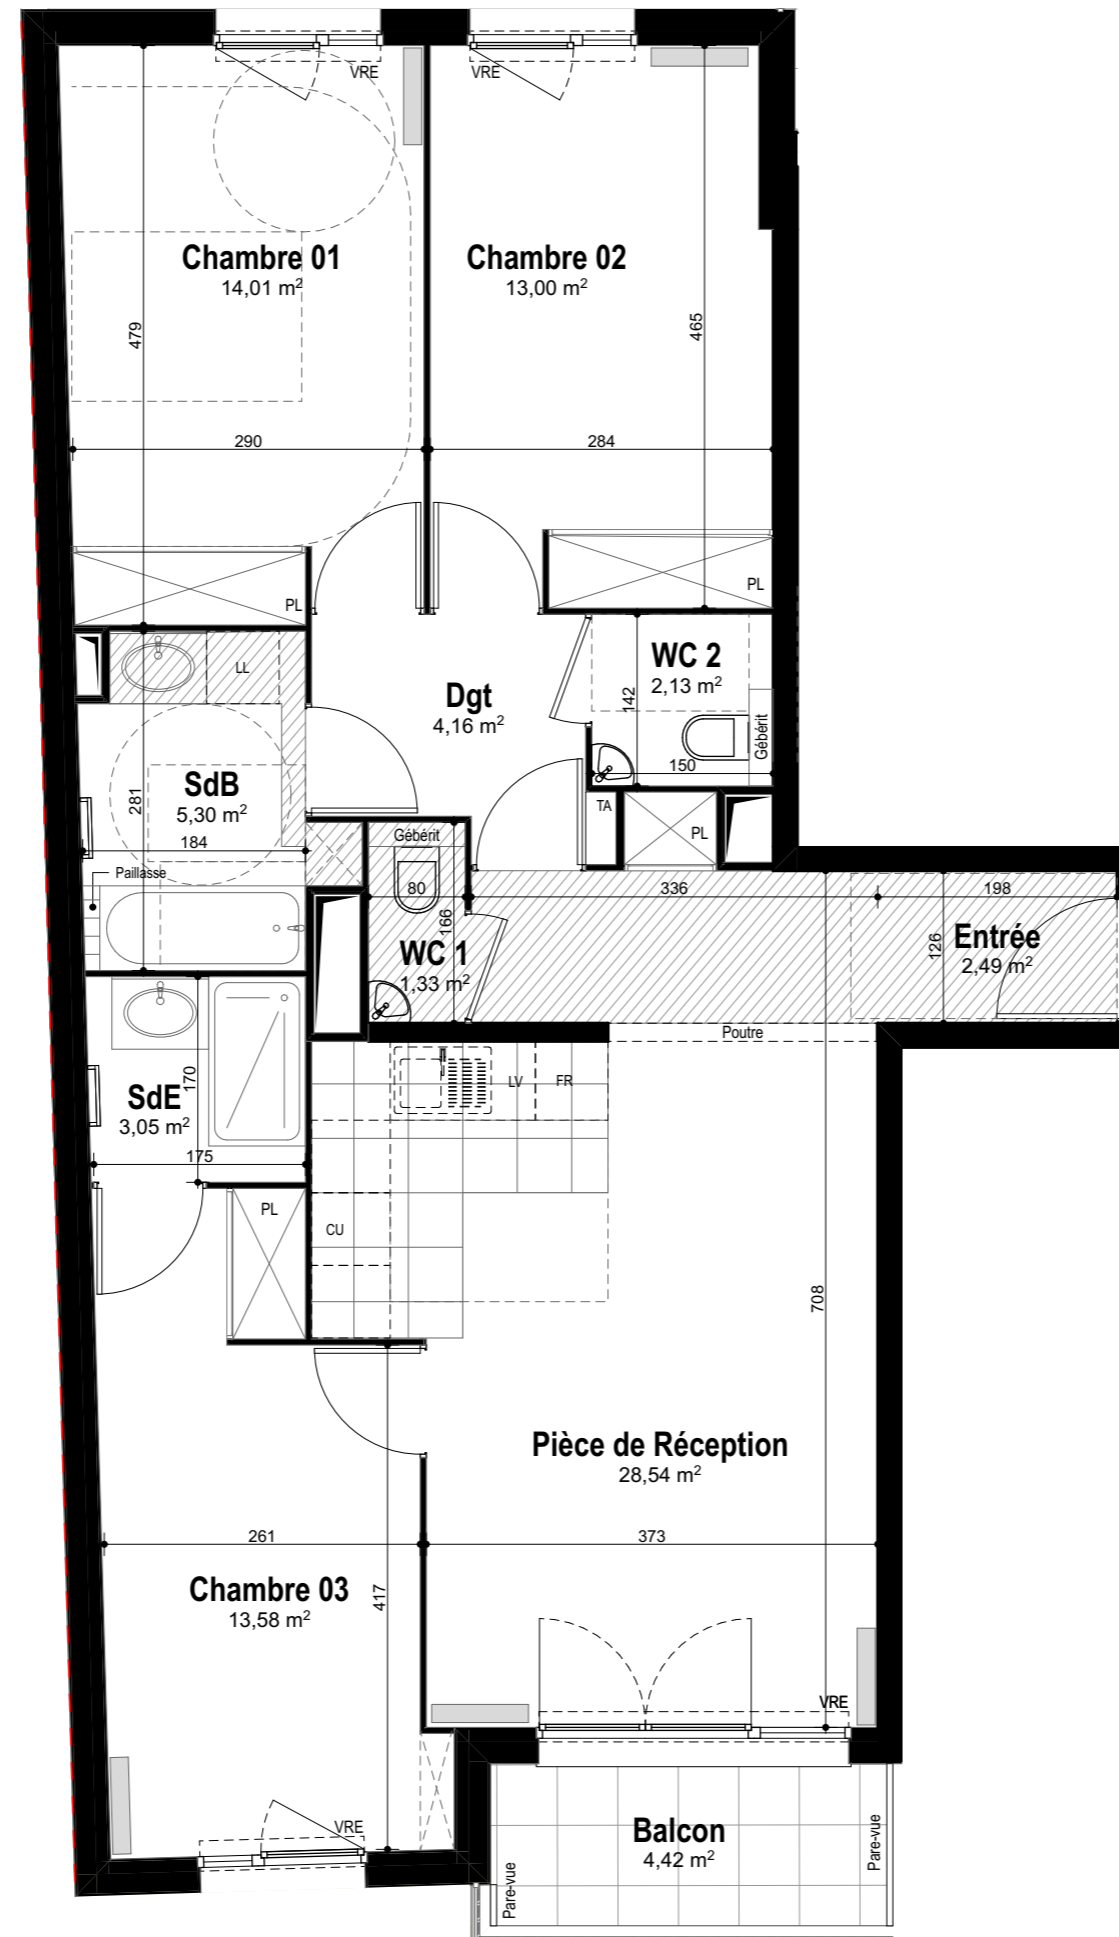 VRE
VRE
Chambre 01
14,01 m²
Chambre 02
13,00 m²
479
465
290
284
PL
PL
LL
WC 2
2,13 m²
142
Gébérit
150
Dgt
4,16 m²
SdB
5,30 m²
281
184
Paillasse
TA
PL
Gébérit
80
166
WC 1
1,33 m²
336
198
126
Entrée
2,49 m²
Poutre
LV
FR
SdE
3,05 m²
170
175
PL
CU
708
Pièce de Réception
28,54 m²
261
373
Chambre 03
13,58 m²
417
VRE
VRE
Balcon
4,42 m²
Pare-vue
Pare-vue